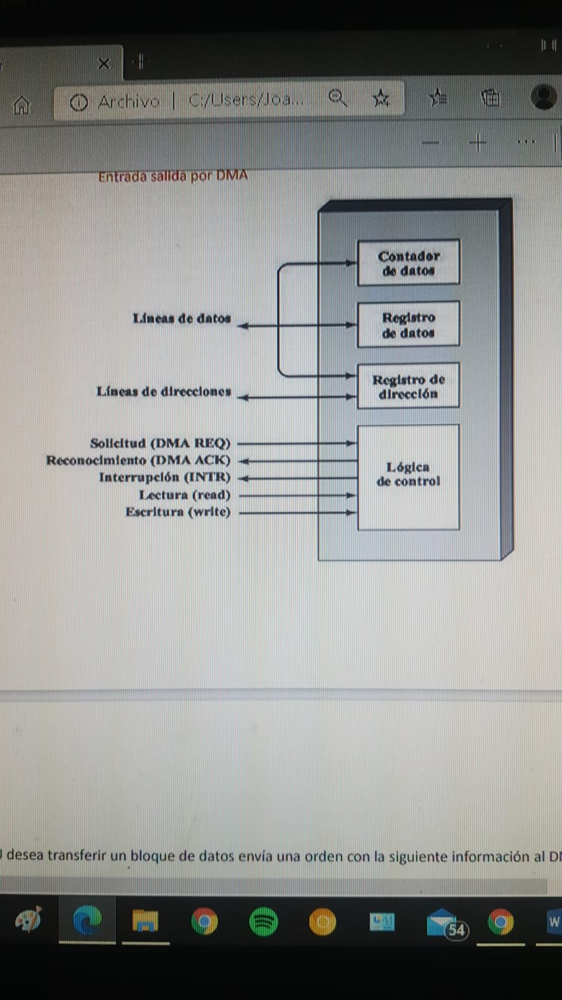 Archivo | C:/Users/Joa...
Entrada salida por DMA
Contador
de datos
Líneas de datos
Registro
de datos
Líneas de direcciones
Registro de
dirección
Solicitud (DMA REQ)
Reconocimiento (DMA ACK)
Interrupción (INTR)
Lectura (read)
Escritura (write)
Lógica
de control
desea transferir un bloque de datos envía una orden con la siguiente información al
54
W